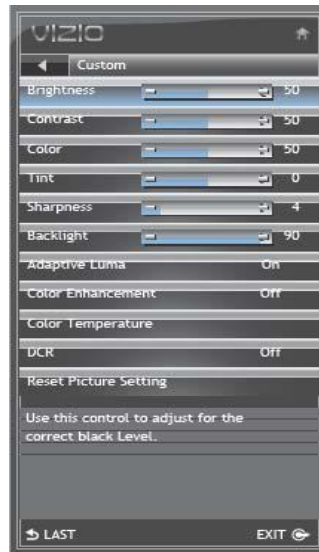 VIZIO
Custom
Brightness 50
Contrast 50
Color 50
Tint 0
Sharpness 4
Backlight 90
Adaptive Luma On
Color Enhancement Off
Color Temperature
DCR Off
Reset Picture Setting
Use this control to adjust for the
correct black Level.
LAST EXIT